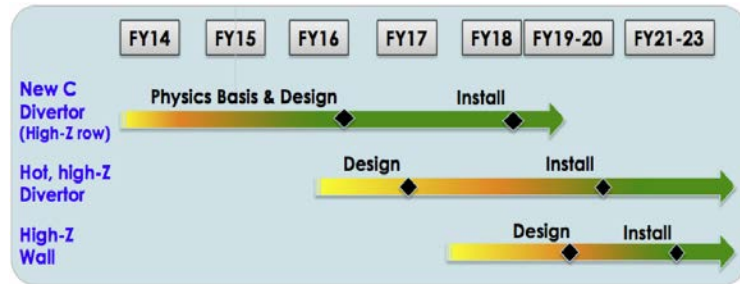 FY14 FY15 FY16 FY17 FY18 FY19-20 FY21-23
New C
Divertor
(High-Z row)
Physics Basis & Design Install
Hot, high-Z
Divertor
Design Install
High-Z
Wall
Design Install